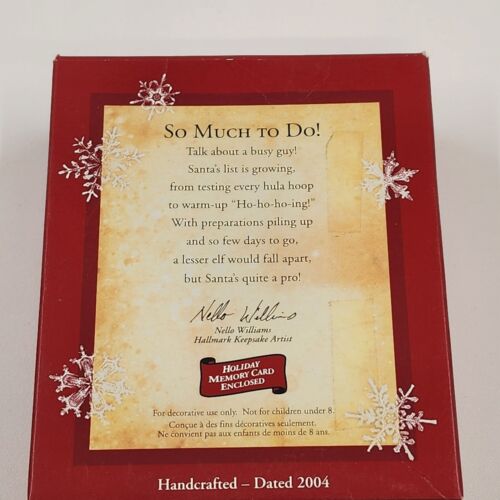 SO MUCH TO DO!
Talk about a busy guy!
Santa's list is growing,
from testing every hula hoop
to warm-up "Ho-ho-ho-ing!"
With preparations piling up
and so few days to go,
a lesser elf would fall apart,
but Santa's quite a pro!
Nello Williams
Nello Williams
Hallmark Keepsake Artist
HOLIDAY
MEMORY CARD
ENCLOSED
For decorative use only. Not for children under 8.
Conçue à des fins décoratives seulement.
Ne convient pas aux enfants de moins de 8 ans.
Handcrafted – Dated 2004